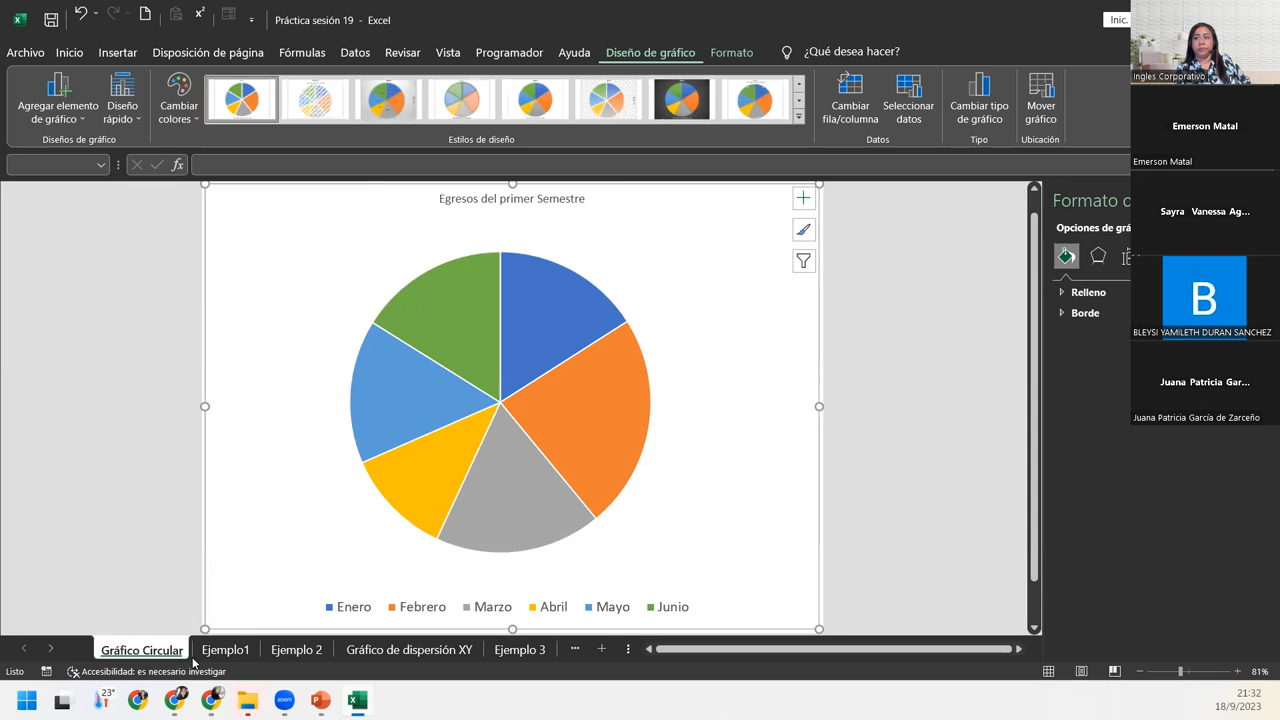 Práctica sesión 19 - Excel
Inic.
Archivo Inicio Insertar Disposición de página Fórmulas Datos Revisar Vista Programador Ayuda Diseño de gráfico Formato ¿Qué desea hacer?
Agregar elemento de gráfico
Diseño rápido
Cambiar colores
Cambiar fila/columna
Seleccionar datos
Cambiar tipo de gráfico
Mover gráfico
Diseños de gráfico
Estilos de diseño
Datos
Tipo
Ubicación
fx
Egresos del primer Semestre
Enero Febrero Marzo Abril Mayo Junio
Formato d
Opciones de grá
Relleno
Borde
Ingles Corporativo
Emerson Matal
Emerson Matal
Sayra Vanessa Ag...
B
BLEYSI YAMILETH DURAN SANCHEZ
Juana Patricia Gar...
Juana Patricia García de Zarceño
Gráfico Circular Ejemplo1 Ejemplo 2 Gráfico de dispersión XY Ejemplo 3 ...
Listo
Accesibilidad: es necesario investigar
81%
23°
zoom
21:32
18/9/2023